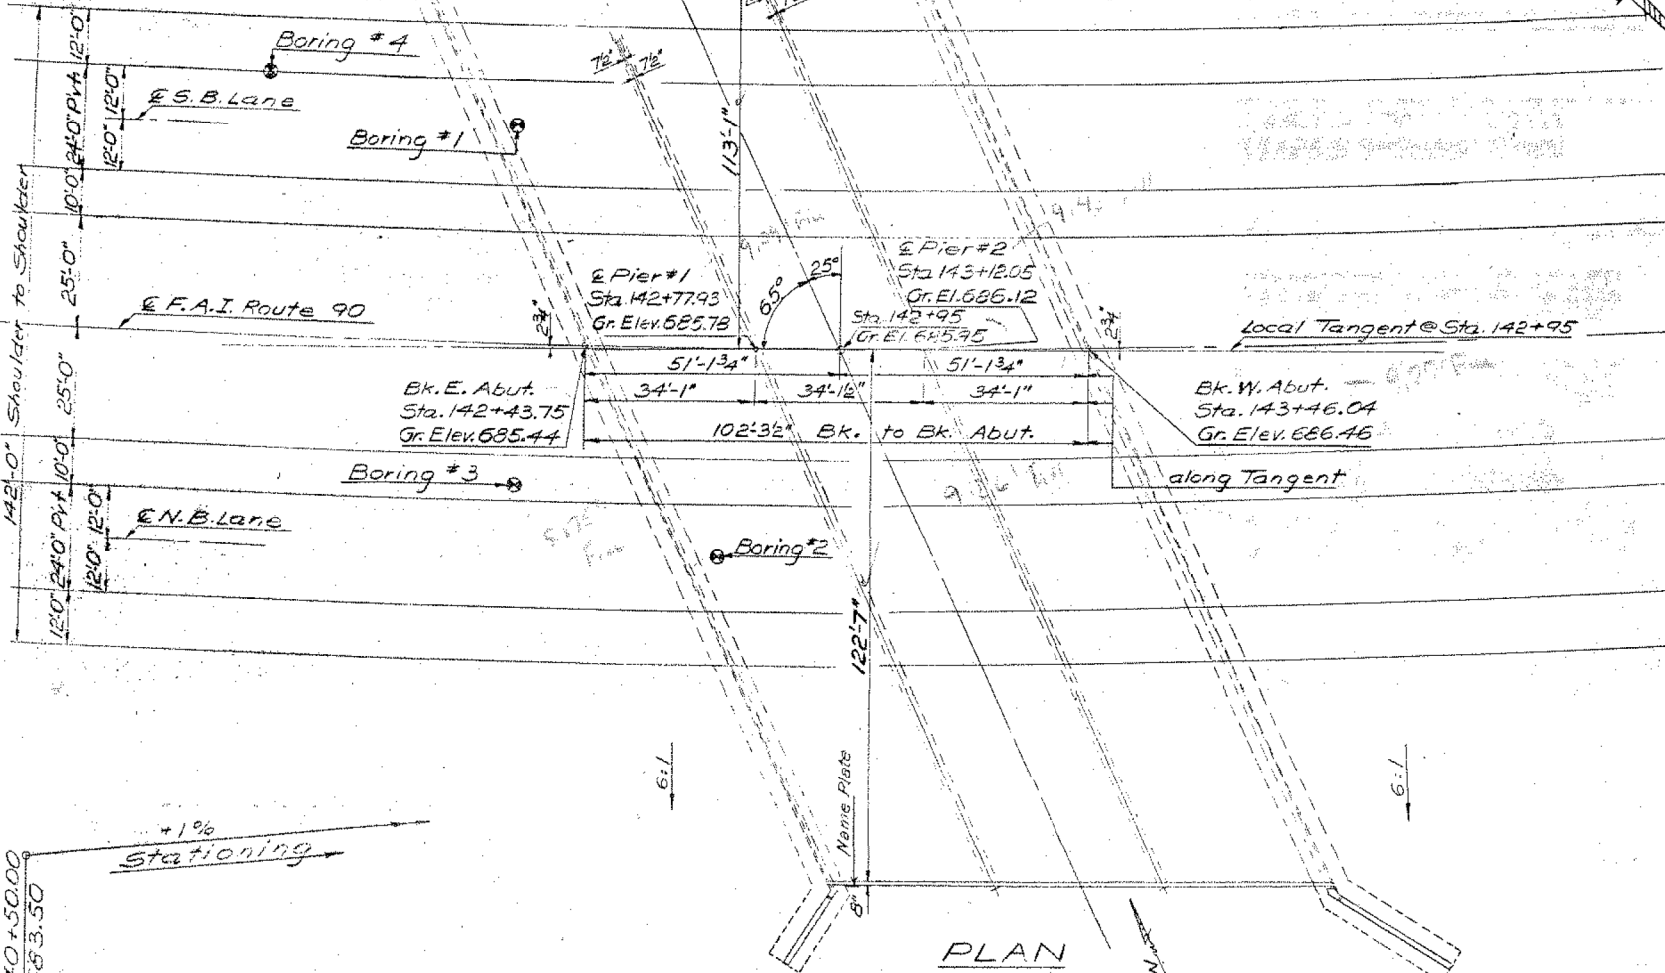 Boring #4
℄ S.B. Lane
Boring #1
12'-0"
24'-0" Pvt
12'-0"
12'-0"
10'-0"
25'-0"
25'-0"
10'-0"
24'-0" Pvt
12'-0"
12'-0"
12'-0"
142'-0" Shoulder to Shoulder
7½"
7½"
113'-1"
℄ F.A.I. Route 90
℄ Pier #1
Sta. 142+77.93
Gr. Elev. 685.78
65°
25°
℄ Pier #2
Sta. 143+12.05
Gr. El. 686.12
Sta. 142+95
Gr. El. 685.95
2¾"
2¾"
Local Tangent @ Sta. 142+95
51'-1¾"
51'-1¾"
34'-1"
34'-1½"
34'-1"
102'-3½" Bk. to Bk. Abut.
along Tangent
Bk. E. Abut.
Sta. 142+43.75
Gr. Elev. 685.44
Bk. W. Abut.
Sta. 143+46.04
Gr. Elev. 686.46
Boring #3
℄ N.B. Lane
Boring #2
122'-7"
6:1
6:1
Name Plate
8"
+1%
Stationing
0+50.00
83.50
PLAN
N